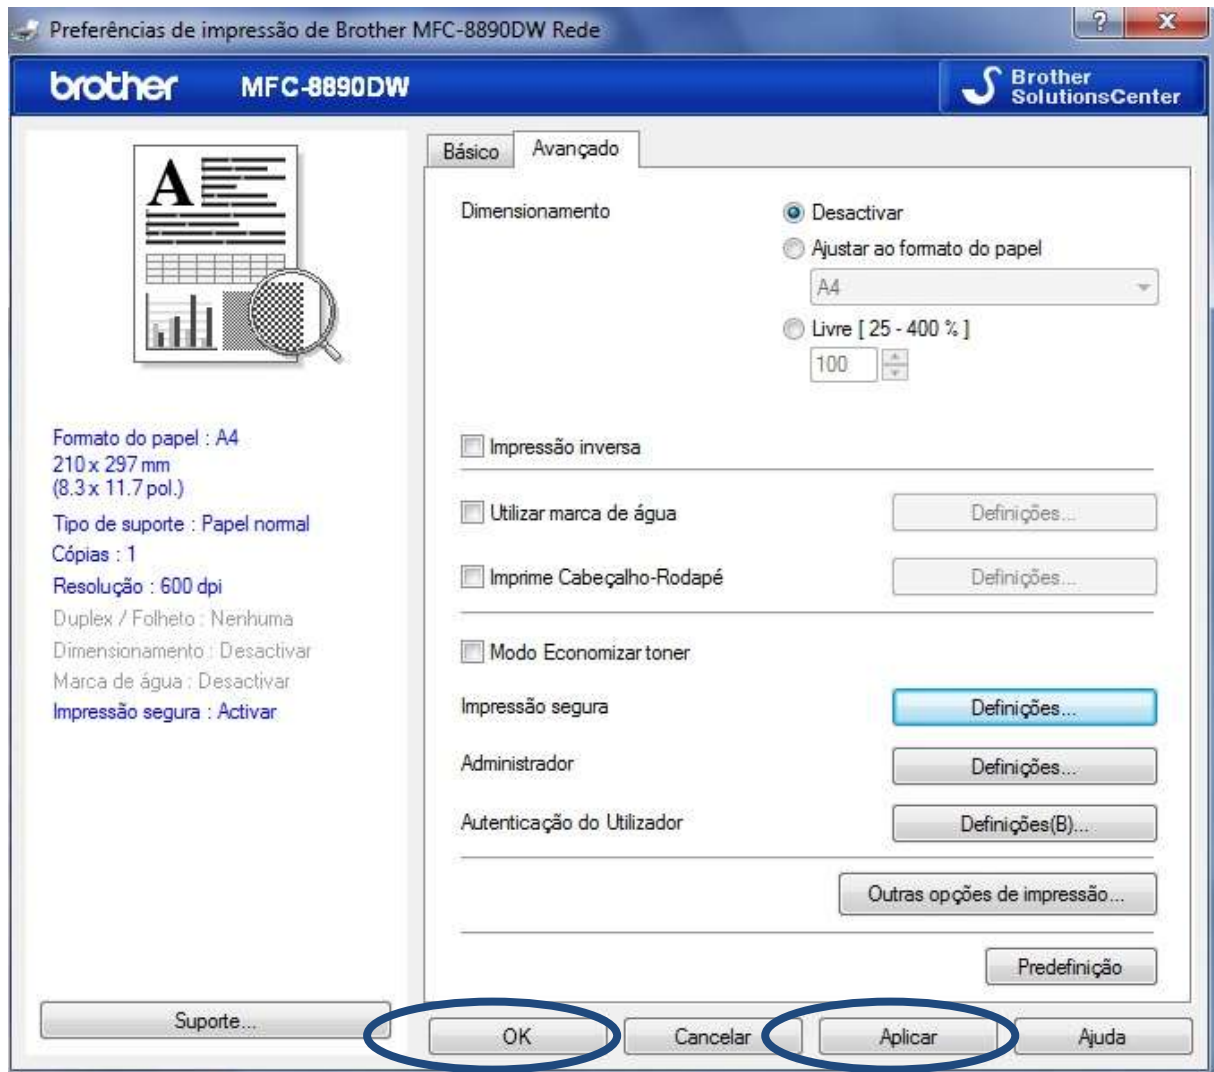 Preferências de impressão de Brother MFC-8890DW Rede
brother MFC-8890DW
Brother
SolutionsCenter
A
Formato do papel : A4
210 x 297 mm
(8.3 x 11.7 pol.)
Tipo de suporte : Papel normal
Cópias : 1
Resolução : 600 dpi
Duplex / Folheto : Nenhuma
Dimensionamento : Desactivar
Marca de água : Desactivar
Impressão segura : Activar
Suporte...
Básico Avançado
Dimensionamento
Desactivar
Ajustar ao formato do papel
A4
Livre [ 25 - 400 % ]
100
Impressão inversa
Utilizar marca de água Definições...
Imprime Cabeçalho-Rodapé Definições...
Modo Economizar toner
Impressão segura Definições...
Administrador Definições...
Autenticação do Utilizador Definições(B)...
Outras opções de impressão...
Predefinição
OK Cancelar Aplicar Ajuda